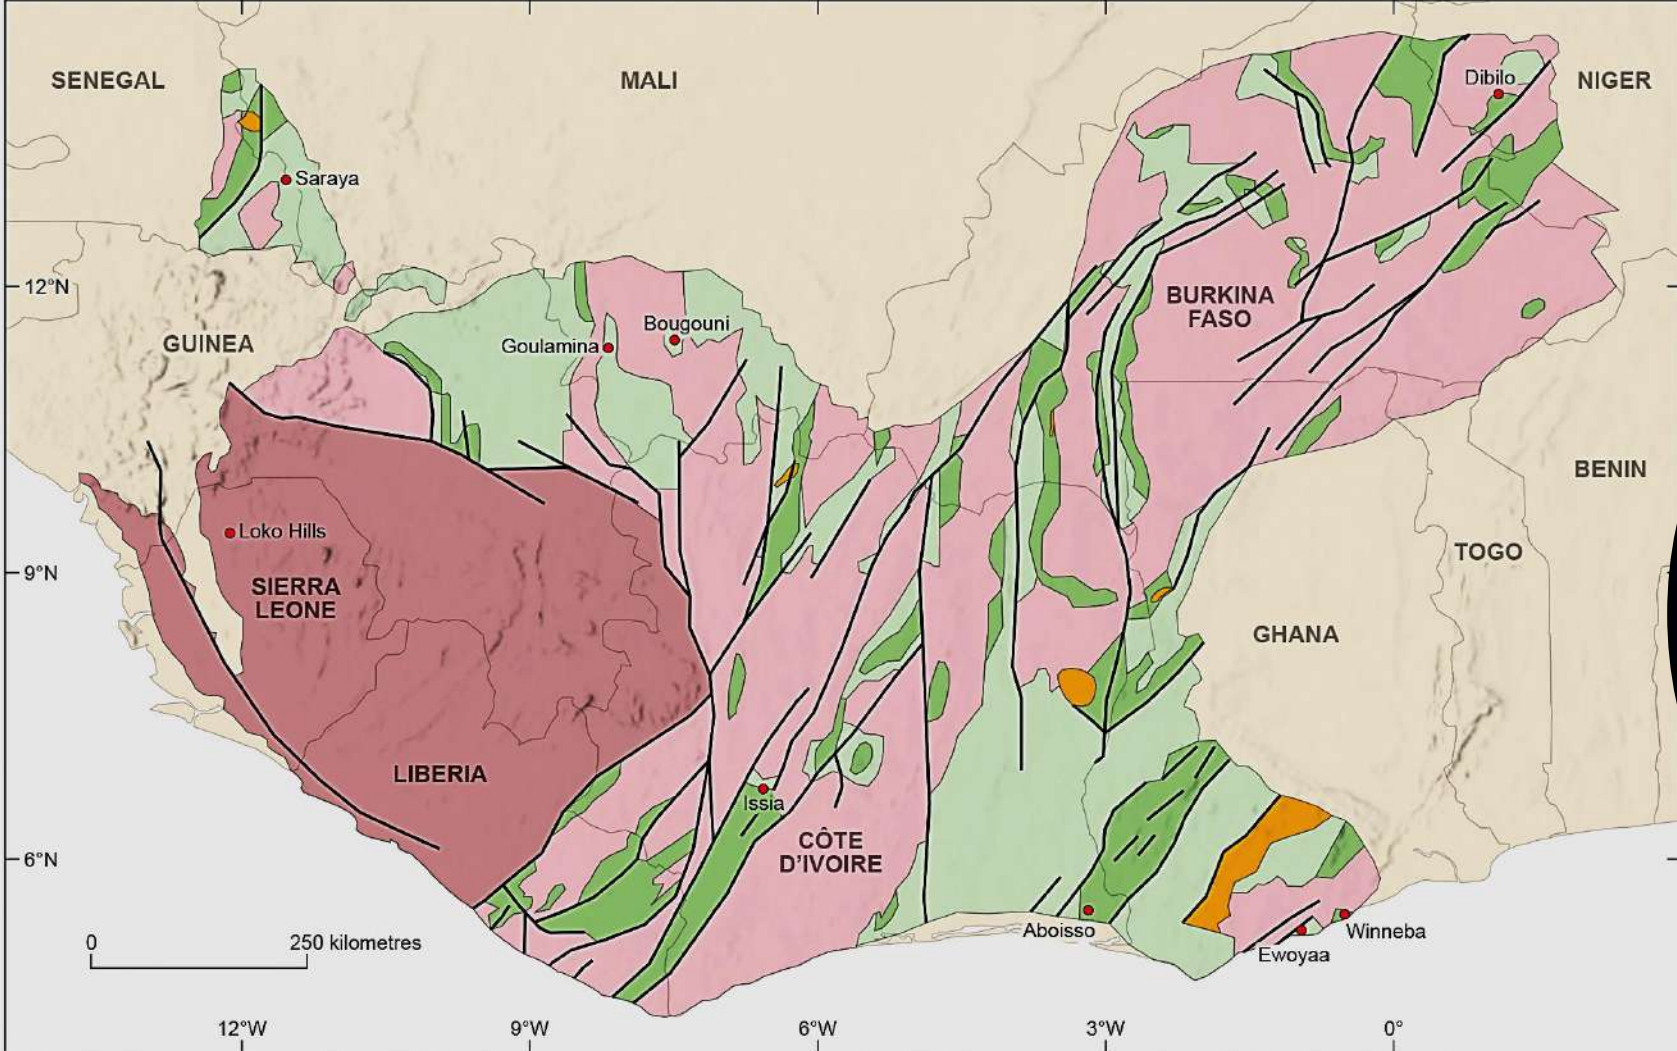 SENEGAL
MALI
Dibilo
NIGER
Saraya
12°N
BURKINA
FASO
GUINEA
Bougouni
Goulamina
BENIN
Loko Hills
9°N
TOGO
SIERRA
LEONE
GHANA
LIBERIA
Issia
CÔTE
D'IVOIRE
6°N
0
250 kilometres
Aboisso
Winneba
Ewoyaa
12°W
9°W
6°W
3°W
0°